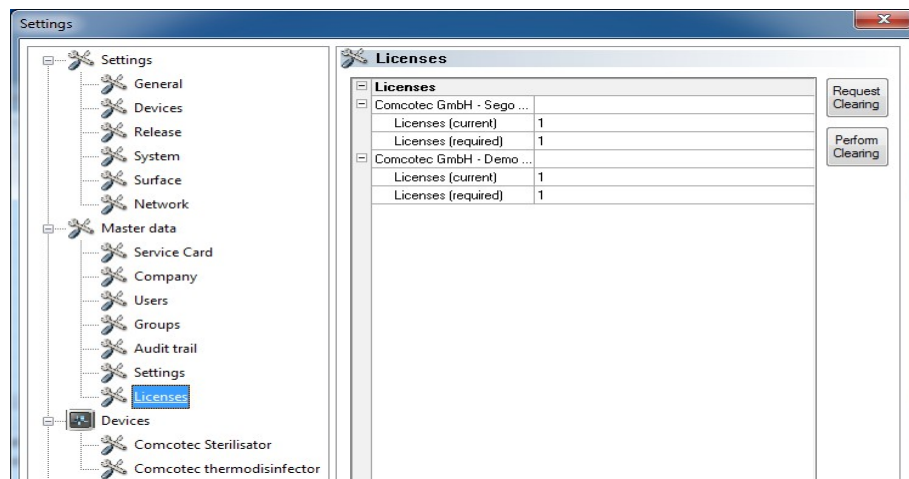 Settings
Settings
General
Devices
Release
System
Surface
Network
Master data
Service Card
Company
Users
Groups
Audit trail
Settings
Licenses
Devices
Comcotec Sterilisator
Comcotec thermodisinfector
Licenses
Licenses
Comcotec GmbH - Sego ...
Licenses (current) 1
Licenses (required) 1
Comcotec GmbH - Demo ...
Licenses (current) 1
Licenses (required) 1
Request
Clearing
Perform
Clearing